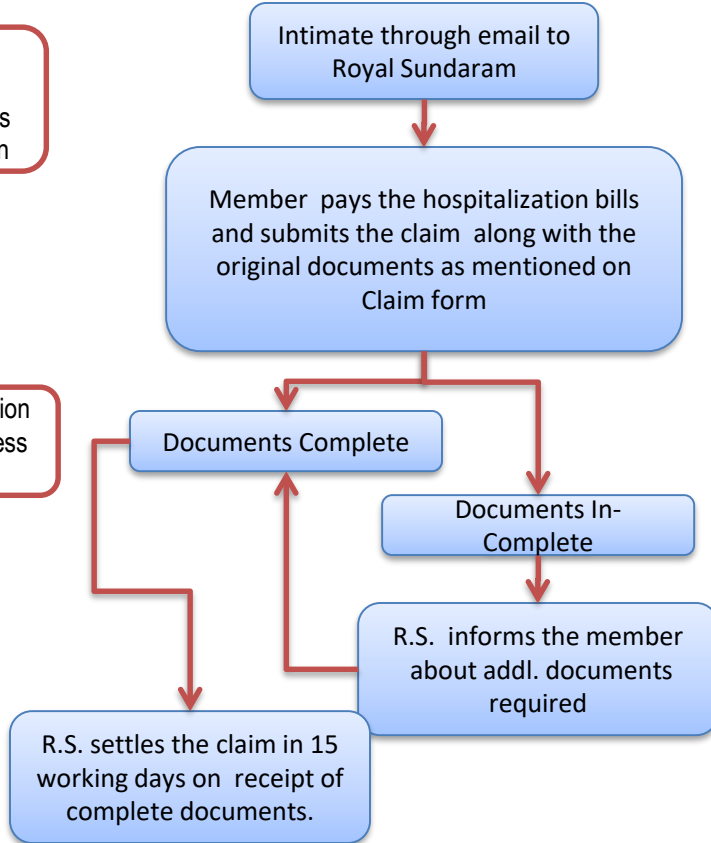 Intimate through email to
Royal Sundaram
Member pays the hospitalization bills
and submits the claim along with the
original documents as mentioned on
Claim form
Documents Complete
Documents In-
Complete
R.S. informs the member
about addl. documents
required
R.S. settles the claim in 15
working days on receipt of
complete documents.